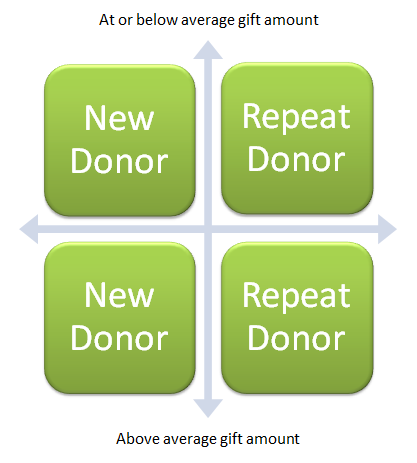 At or below average gift amount
New
Donor
Repeat
Donor
New
Donor
Repeat
Donor
Above average gift amount